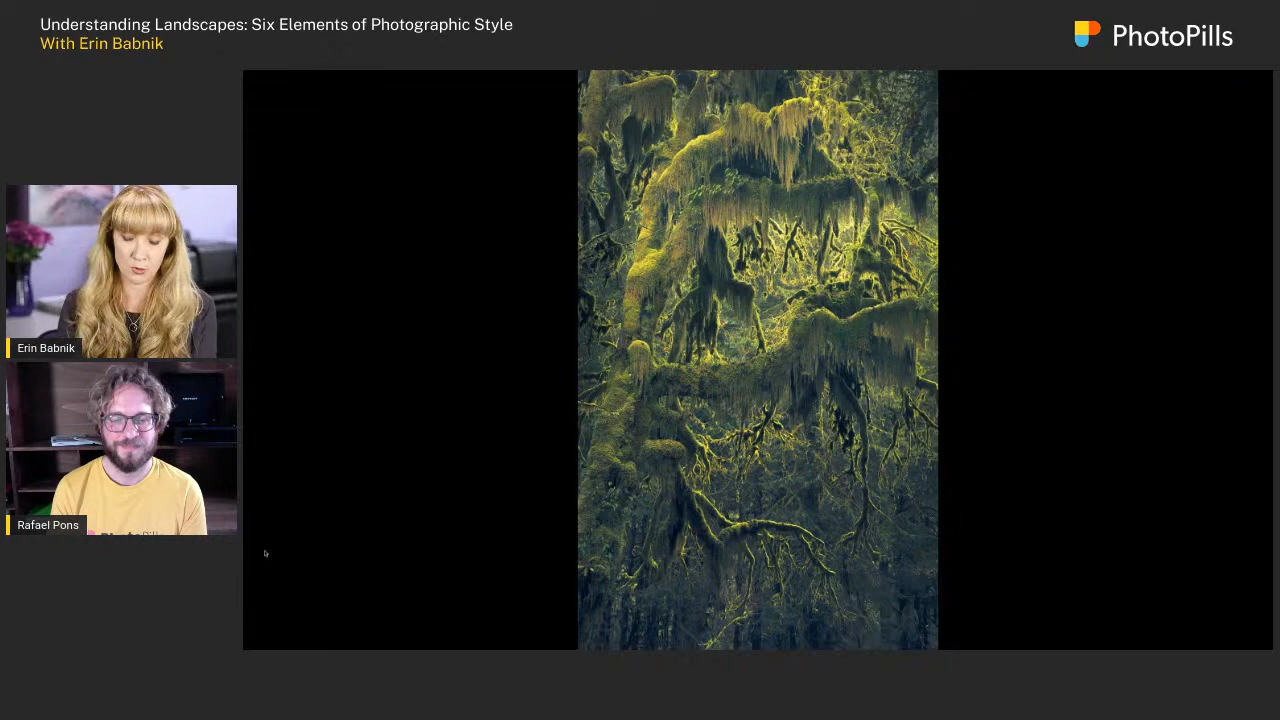 Understanding Landscapes: Six Elements of Photographic Style
With Erin Babnik
PhotoPills
Erin Babnik
Rafael Pons